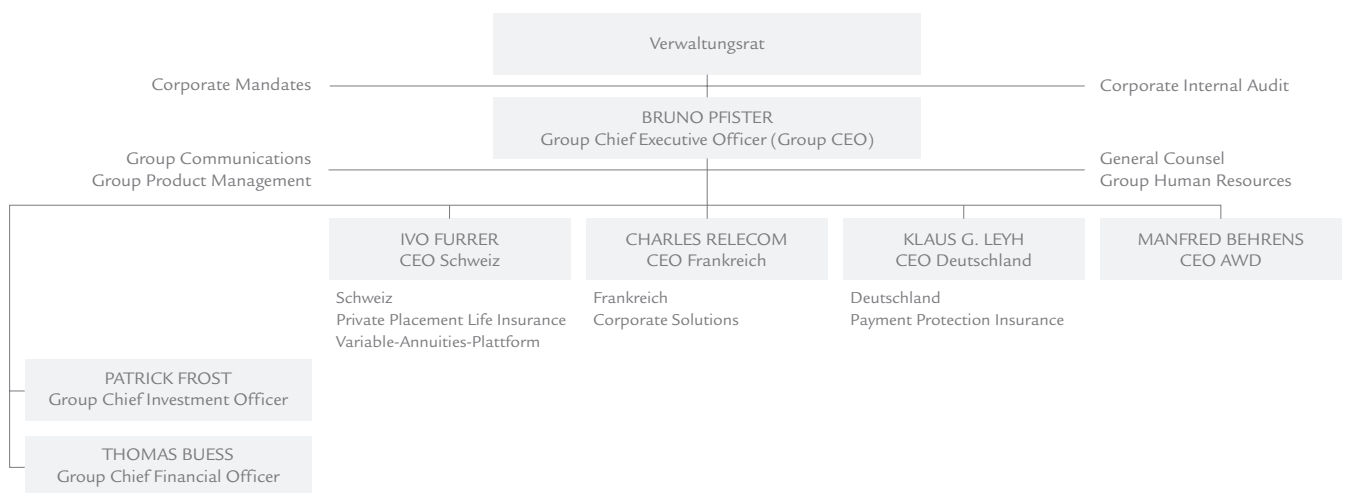 Verwaltungsrat
Corporate Mandates
Corporate Internal Audit
BRUNO PFISTER
Group Chief Executive Officer (Group CEO)
Group Communications
Group Product Management
General Counsel
Group Human Resources
IVO FURRER
CEO Schweiz
Schweiz
Private Placement Life Insurance
Variable-Annuities-Plattform
CHARLES RELECOM
CEO Frankreich
Frankreich
Corporate Solutions
KLAUS G. LEYH
CEO Deutschland
Deutschland
Payment Protection Insurance
MANFRED BEHRENS
CEO AWD
PATRICK FROST
Group Chief Investment Officer
THOMAS BUESS
Group Chief Financial Officer